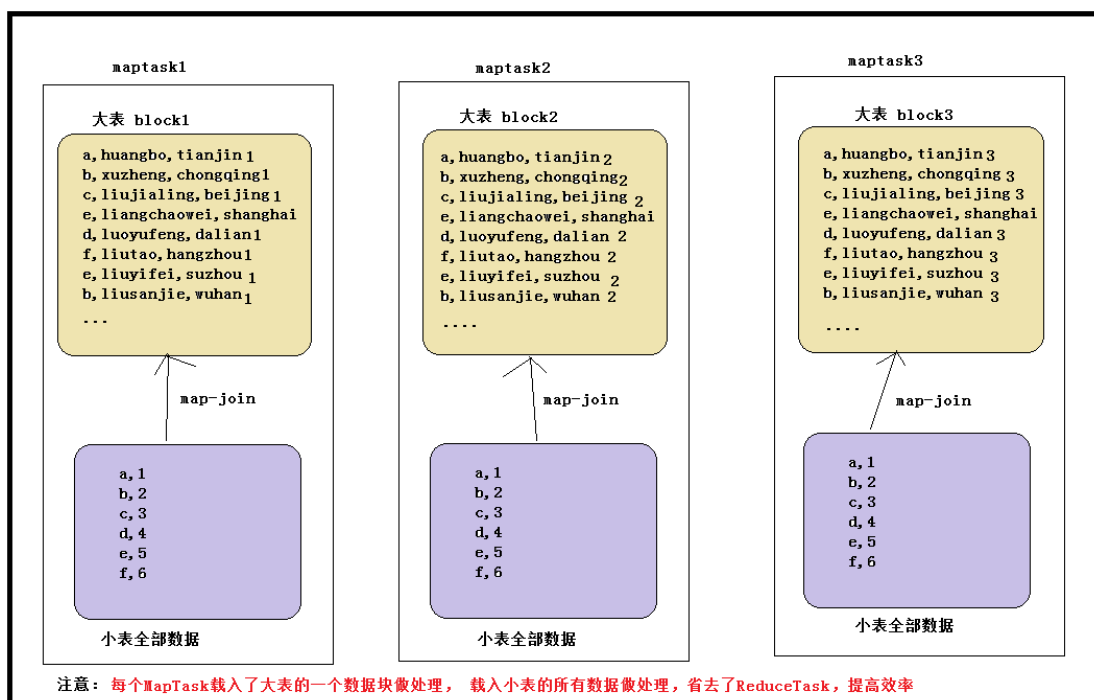 maptask1
大表 block1
a,huangbo,tianjin1
b,xuzheng,chongqing1
c,liujialing,beijing1
e,liangchaowei,shanghai
d,luoyufeng,dalian1
f,liutao,hangzhou1
e,liuyifei,suzhou 1
b,liusanjie,wuhan1
...
map-join
a,1
b,2
c,3
d,4
e,5
f,6
小表全部数据
maptask2
大表 block2
a,huangbo,tianjin2
b,xuzheng,chongqing2
c,liujialing,beijing 2
e,liangchaowei,shanghai
d,luoyufeng,dalian 2
f,liutao,hangzhou 2
e,liuyifei,suzhou 2
b,liusanjie,wuhan 2
....
map-join
a,1
b,2
c,3
d,4
e,5
f,6
小表全部数据
maptask3
大表 block3
a,huangbo,tianjin3
b,xuzheng,chongqing 3
c,liujialing,beijing 3
e,liangchaowei,shanghai
d,luoyufeng,dalian3
f,liutao,hangzhou 3
e,liuyifei,suzhou 3
b,liusanjie,wuhan 3
....
map-join
a,1
b,2
c,3
d,4
e,5
f,6
小表全部数据
注意: 每个MapTask载入了大表的一个数据块做处理, 载入小表的所有数据做处理,省去了ReduceTask,提高效率